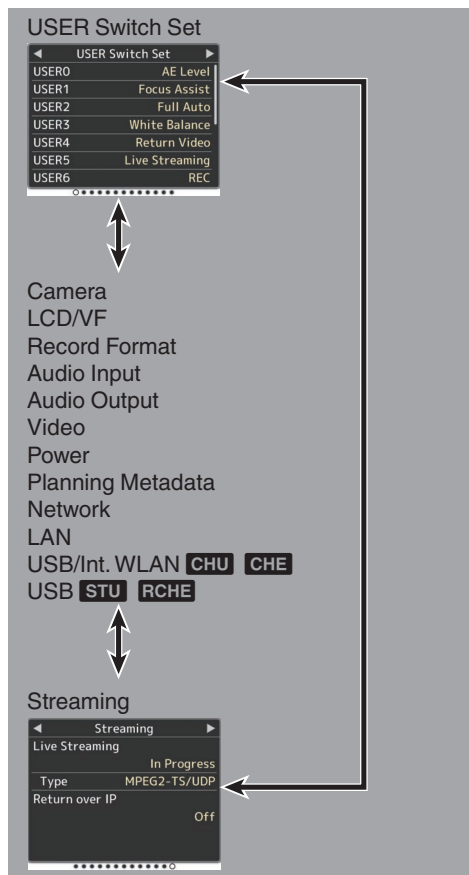 USER Switch Set
USER Switch Set
USER0 AE Level
USER1 Focus Assist
USER2 Full Auto
USER3 White Balance
USER4 Return Video
USER5 Live Streaming
USER6 REC
Camera
LCD/VF
Record Format
Audio Input
Audio Output
Video
Power
Planning Metadata
Network
LAN
USB/Int. WLAN CHU CHE
USB STU RCHE
Streaming
Streaming
Live Streaming
In Progress
Type MPEG2-TS/UDP
Return over IP
Off